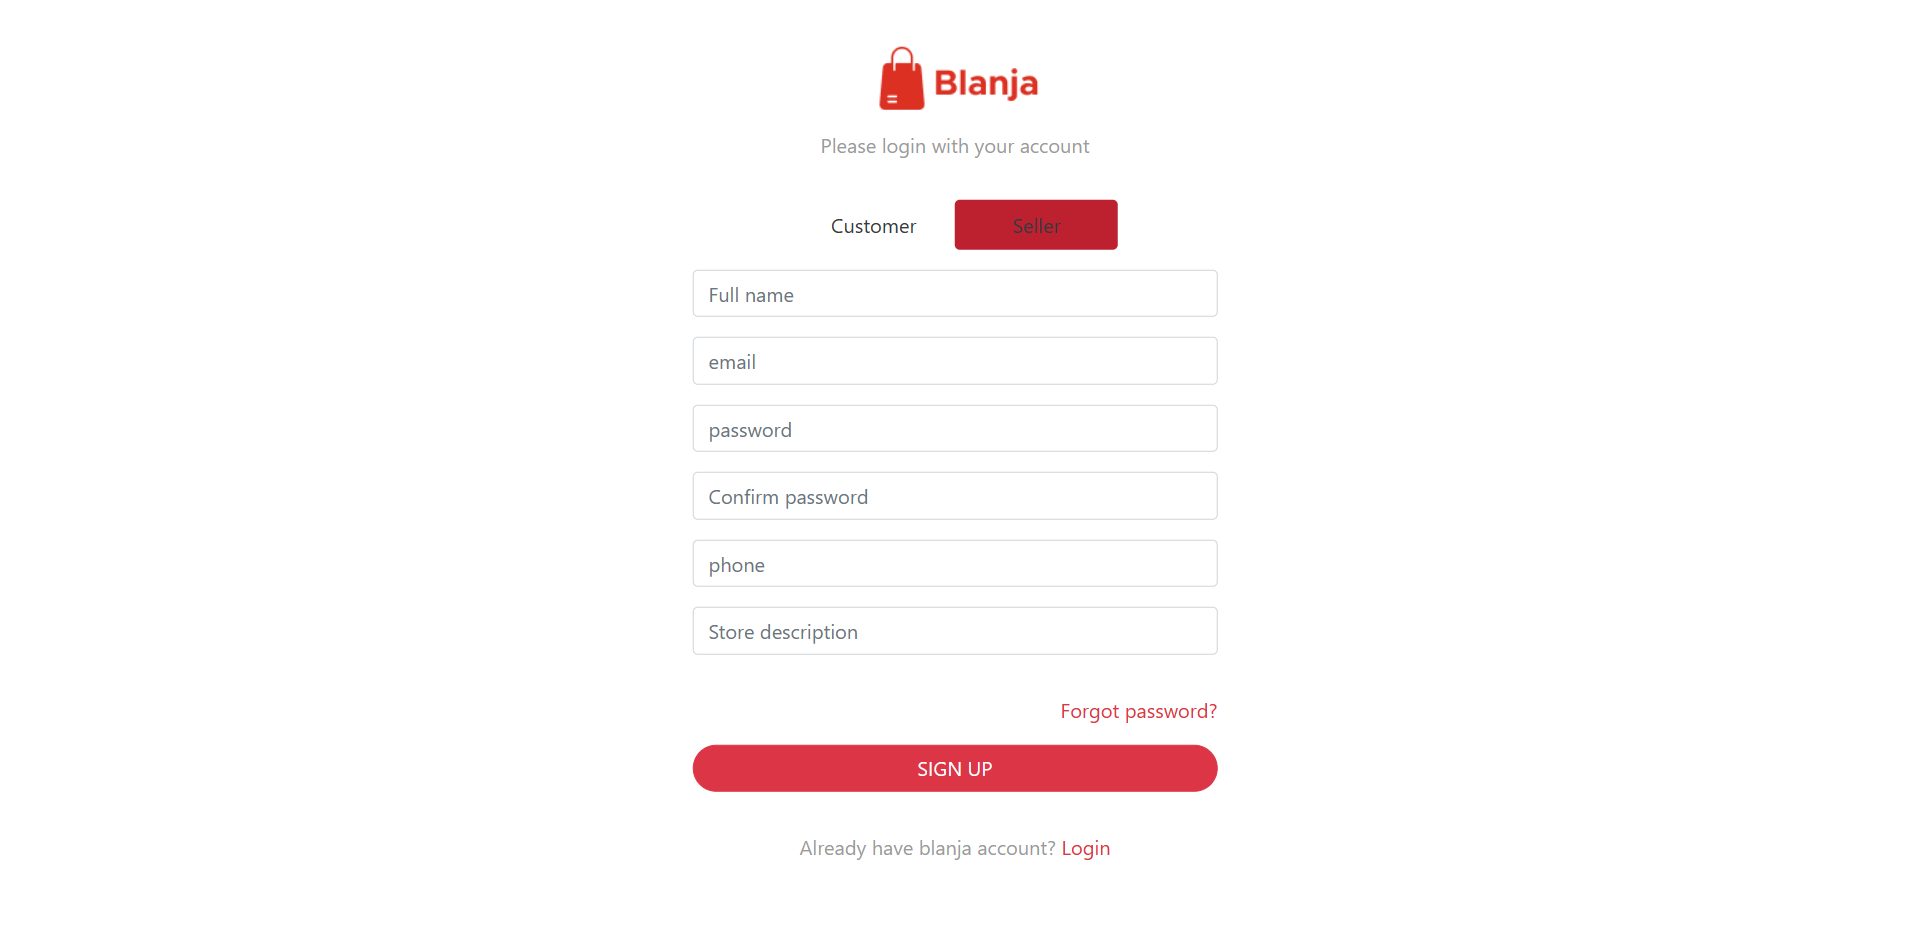 Blanja
Please login with your account
Customer Seller
Full name
email
password
Confirm password
phone
Store description
Forgot password?
SIGN UP
Already have blanja account? Login